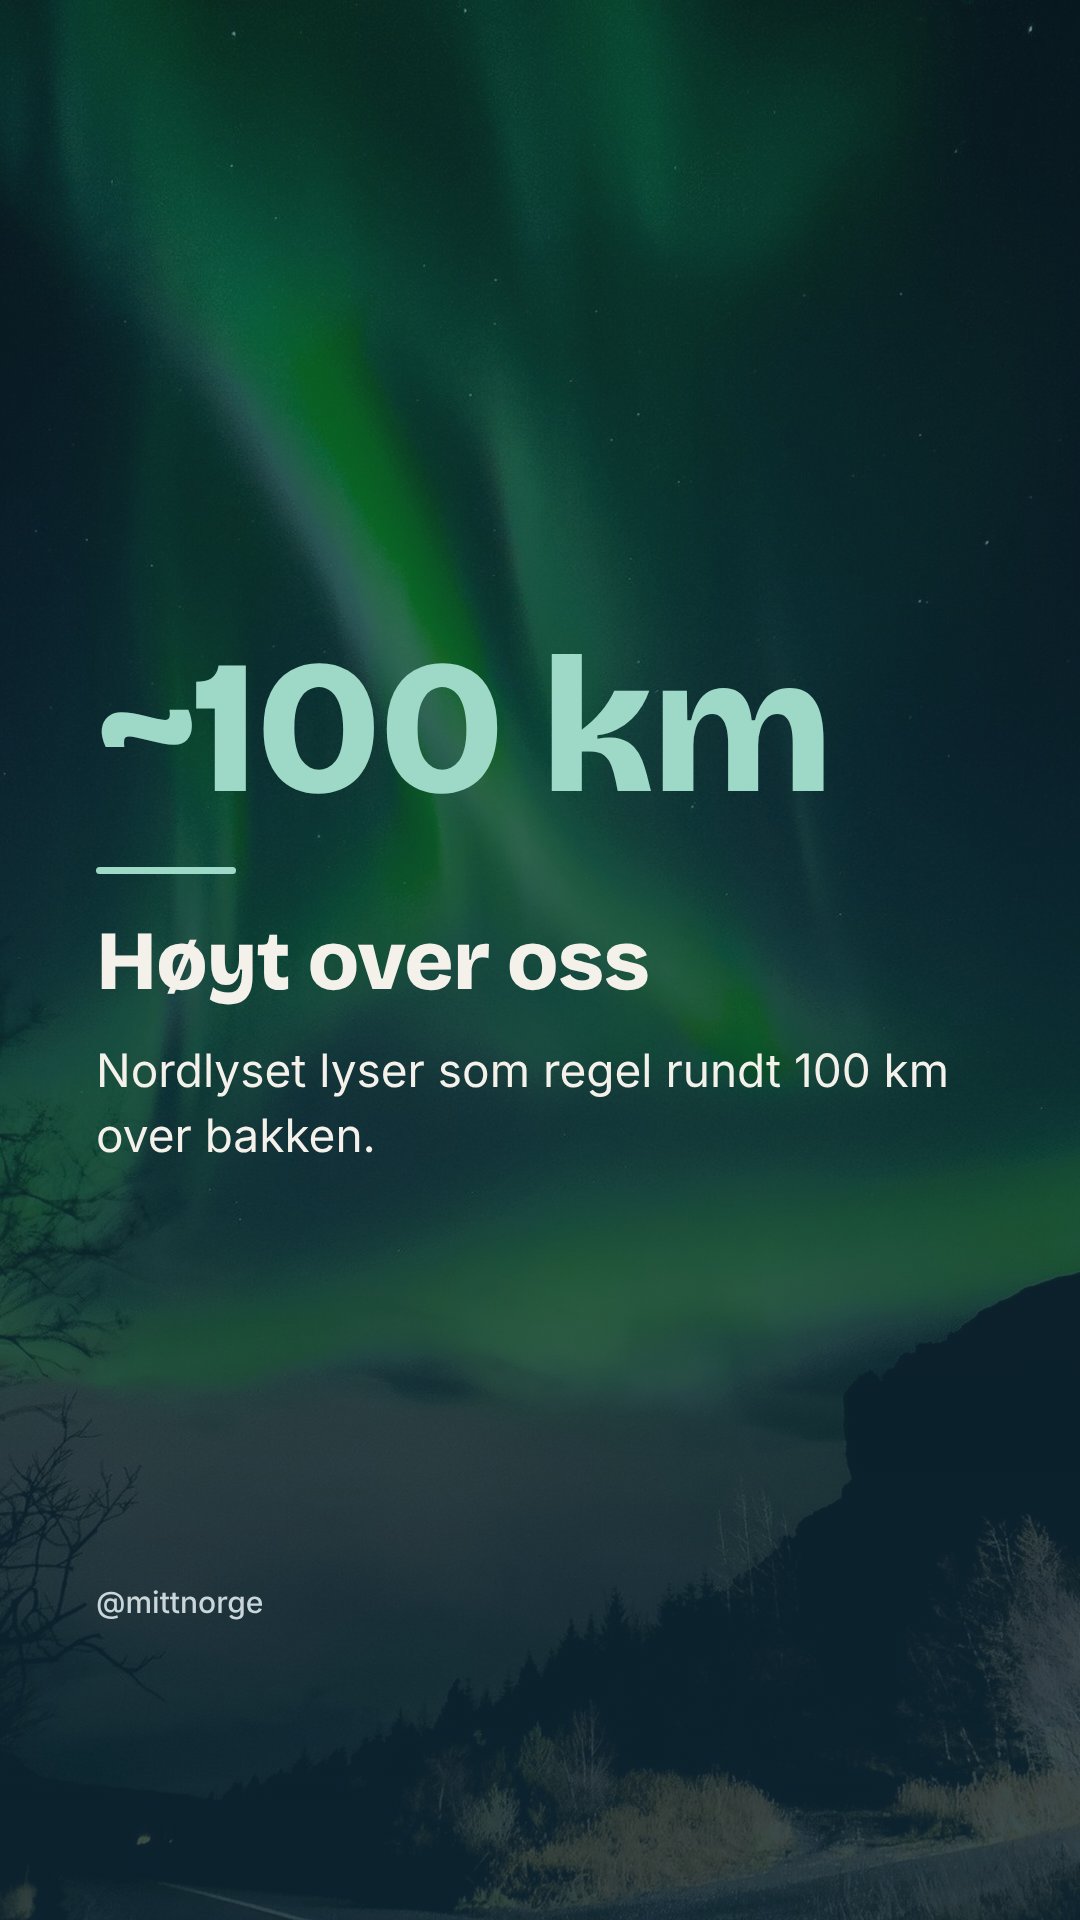 ~100 km
Høyt over oss
Nordlyset lyser som regel rundt 100 km
over bakken.
@mittnorge